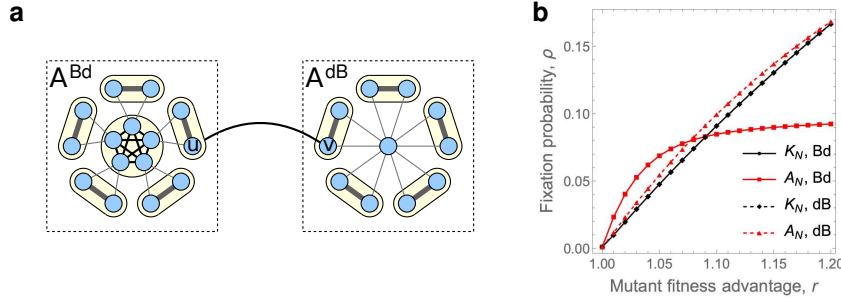 a
A^Bd
u
A^dB
v
b
Fixation probability, ρ
0.15
0.10
0.05
0.00
K_N, Bd
A_N, Bd
K_N, dB
A_N, dB
1.00 1.05 1.10 1.15 1.20
Mutant fitness advantage, r